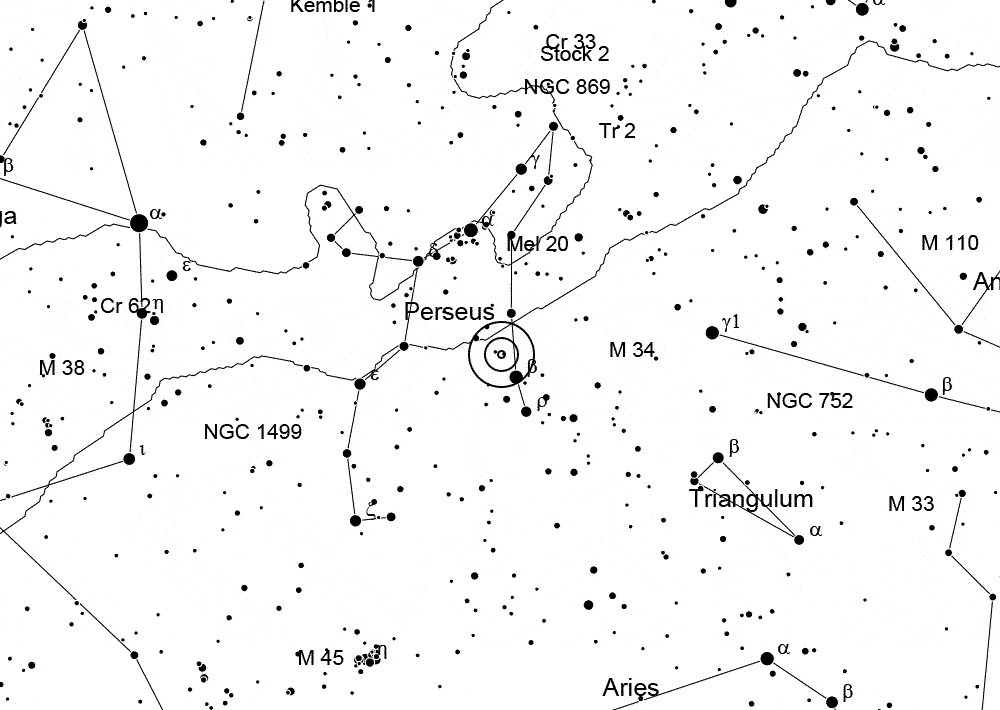 Kemble 1
α
Cr 33
Stock 2
NGC 869
Tr 2
γ
β
α
ga
α
Mel 20
M 110
ε
ξ
An
Cr 62
η
Perseus
γ1
M 34
M 38
β
ε
β
ρ
NGC 752
NGC 1499
ι
β
Triangulum
M 33
α
M 45
η
α
Aries
β